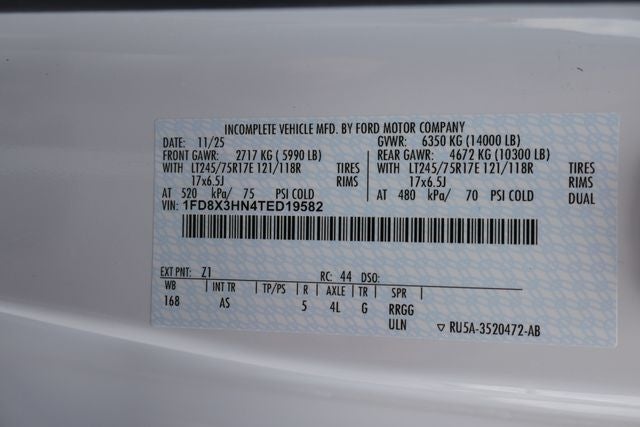 INCOMPLETE VEHICLE MFD. BY FORD MOTOR COMPANY
DATE: 11/25 GVWR: 6350 KG (14000 LB)
FRONT GAWR: 2717 KG ( 5990 LB) REAR GAWR: 4672 KG (10300 LB)
WITH LT245/75R17E 121/118R TIRES WITH LT245/75R17E 121/118R TIRES
17x6.5J RIMS 17x6.5J RIMS
AT 520 kPa/ 75 PSI COLD AT 480 kPa/ 70 PSI COLD DUAL
VIN: 1FD8X3HN4TED19582
EXT PNT: Z1 RC: 44 DSO:
WB INT TR TP/PS R AXLE TR SPR
168 AS 5 4L G RRGG
ULN ▽ RU5A-3520472-AB